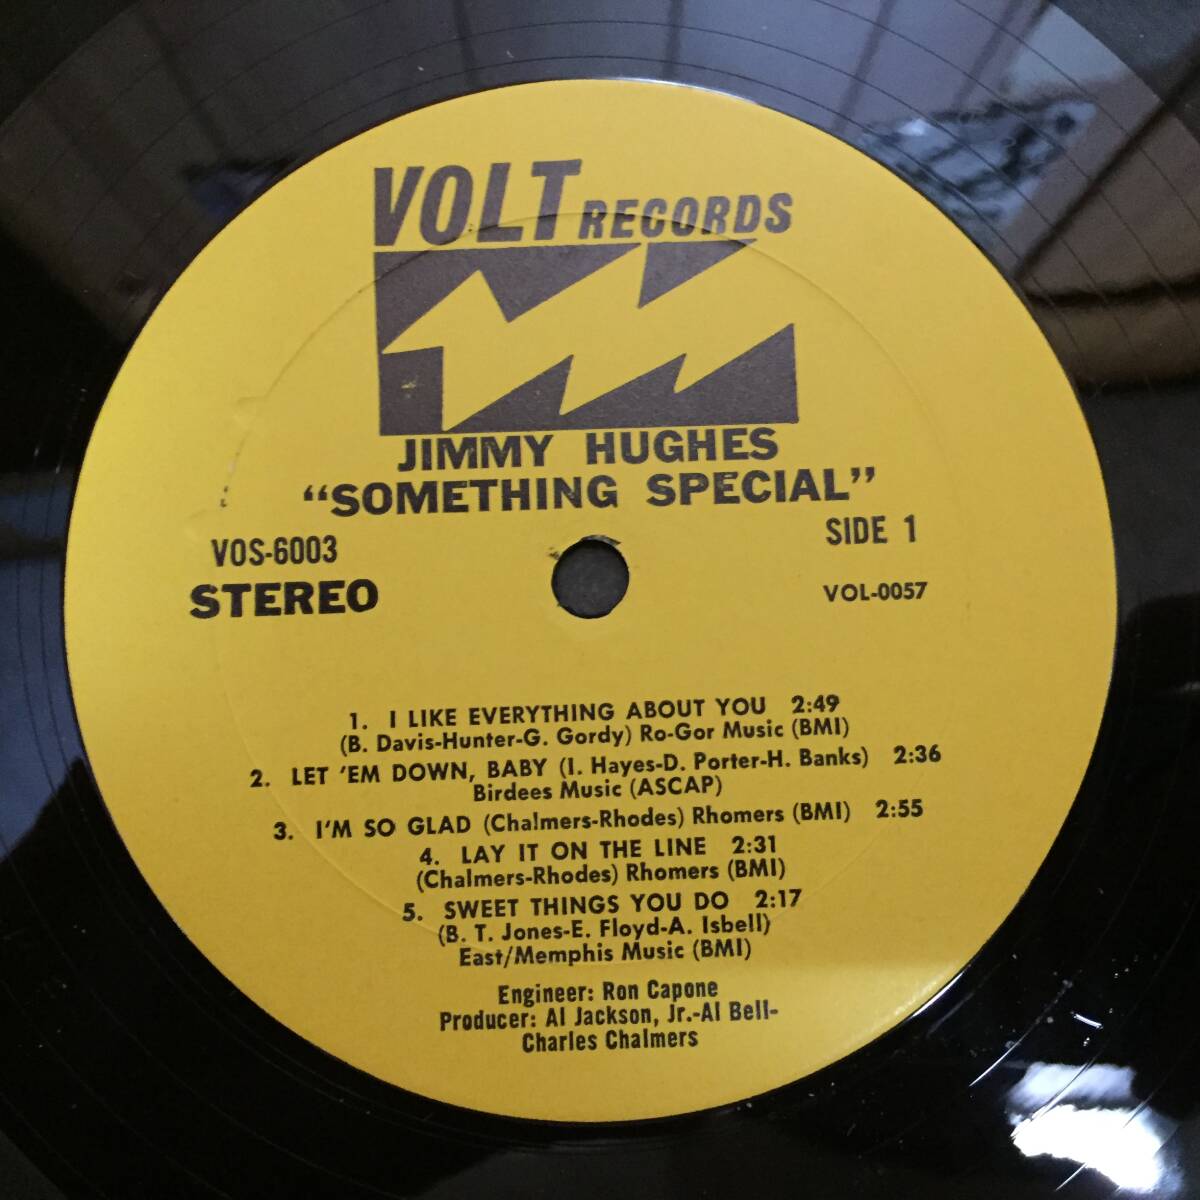 VOLT RECORDS
JIMMY HUGHES
“SOMETHING SPECIAL”
VOS-6003
STEREO
SIDE 1
VOL-0057
1. I LIKE EVERYTHING ABOUT YOU 2:49
(B. Davis-Hunter-G. Gordy) Ro-Gor Music (BMI)
2. LET 'EM DOWN, BABY (I. Hayes-D. Porter-H. Banks) 2:36
Birdees Music (ASCAP)
3. I'M SO GLAD (Chalmers-Rhodes) Rhomers (BMI) 2:55
4. LAY IT ON THE LINE 2:31
(Chalmers-Rhodes) Rhomers (BMI)
5. SWEET THINGS YOU DO 2:17
(B. T. Jones-E. Floyd-A. Isbell)
East/Memphis Music (BMI)
Engineer: Ron Capone
Producer: Al Jackson, Jr.-Al Bell-
Charles Chalmers